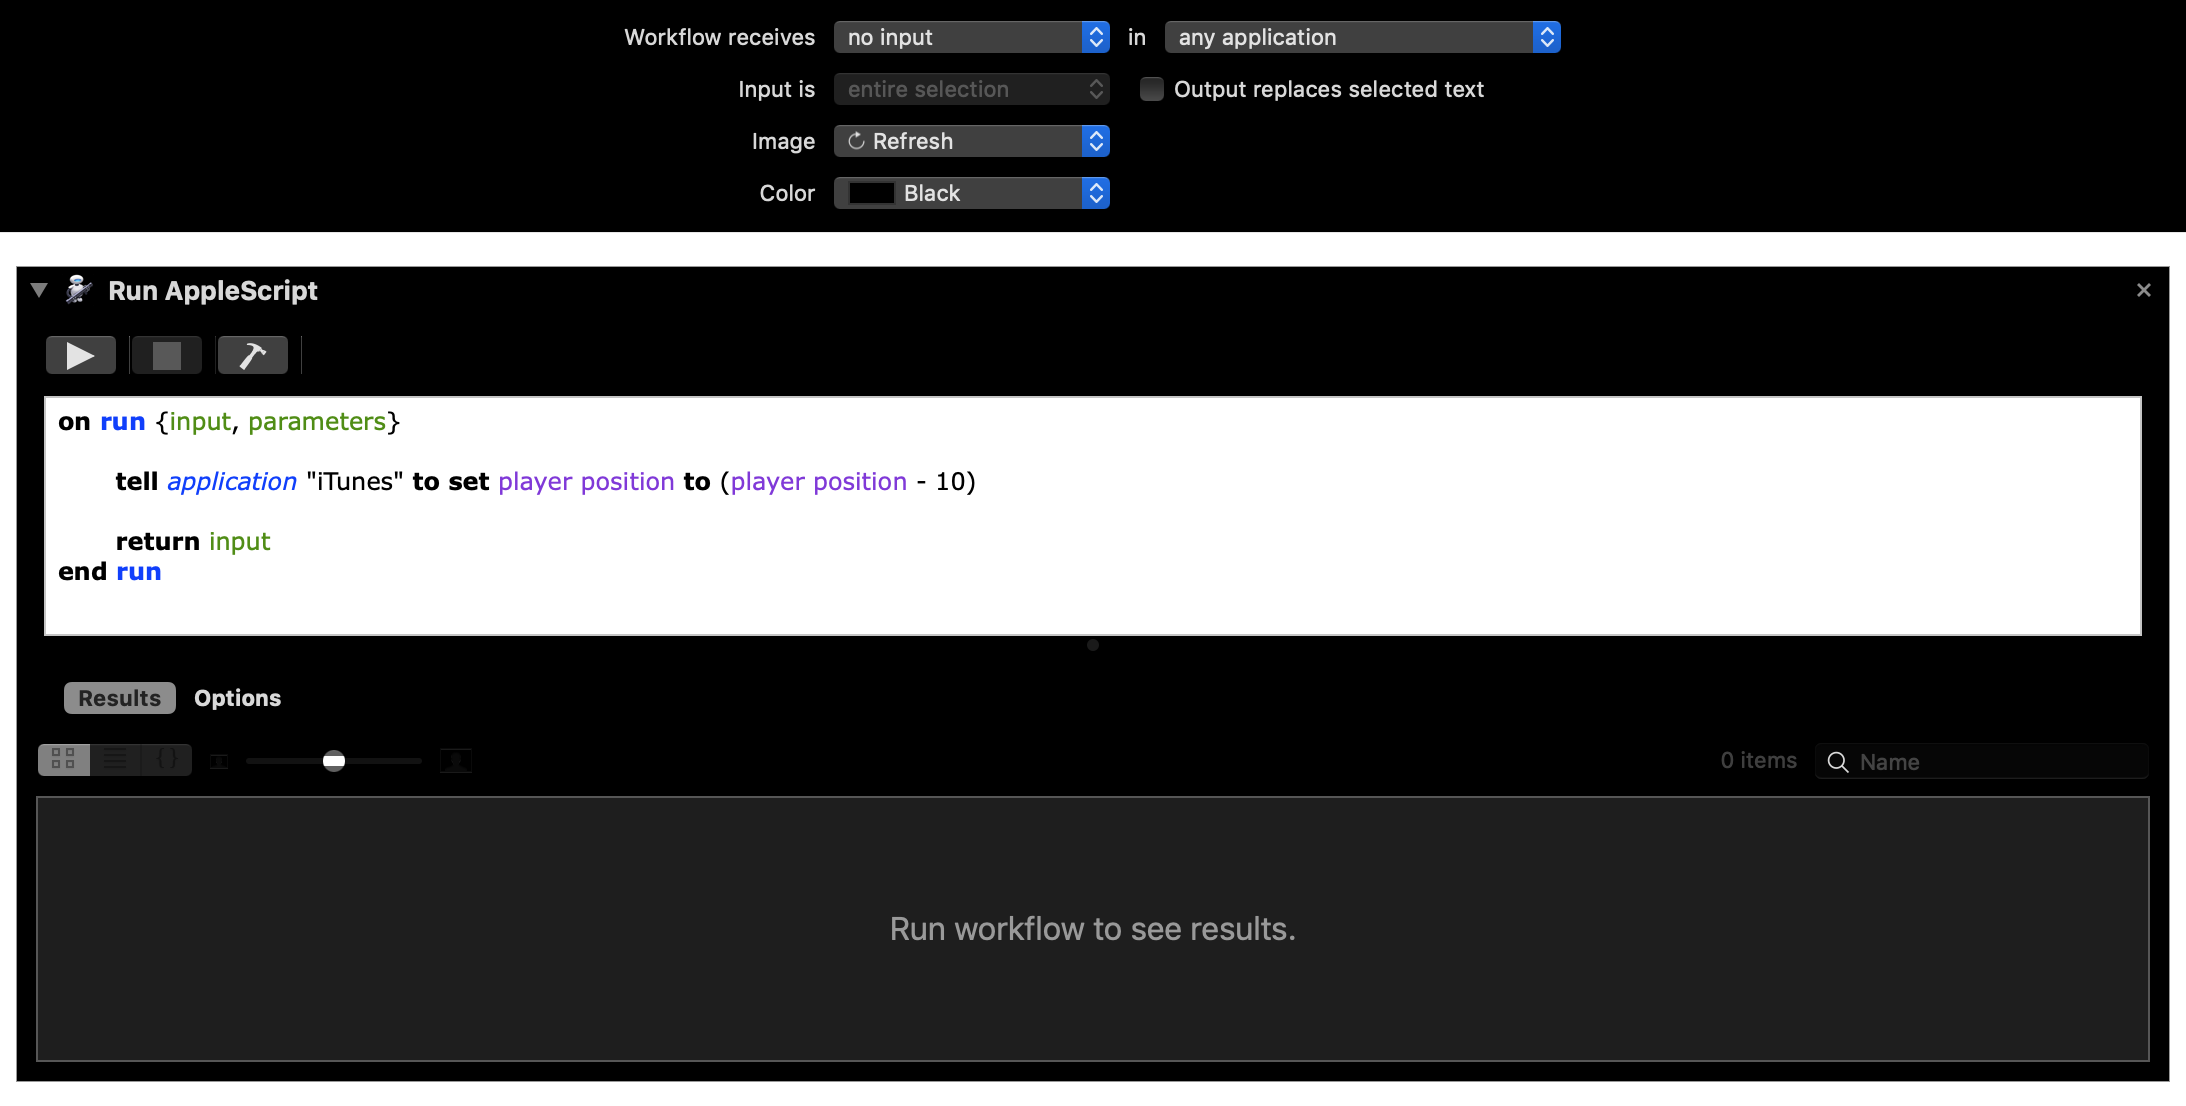 Workflow receives no input in any application
Input is entire selection Output replaces selected text
Image Refresh
Color Black
Run AppleScript
on run {input, parameters}
tell application "iTunes" to set player position to (player position - 10)
return input
end run
Results Options
{} 0 items Name
Run workflow to see results.